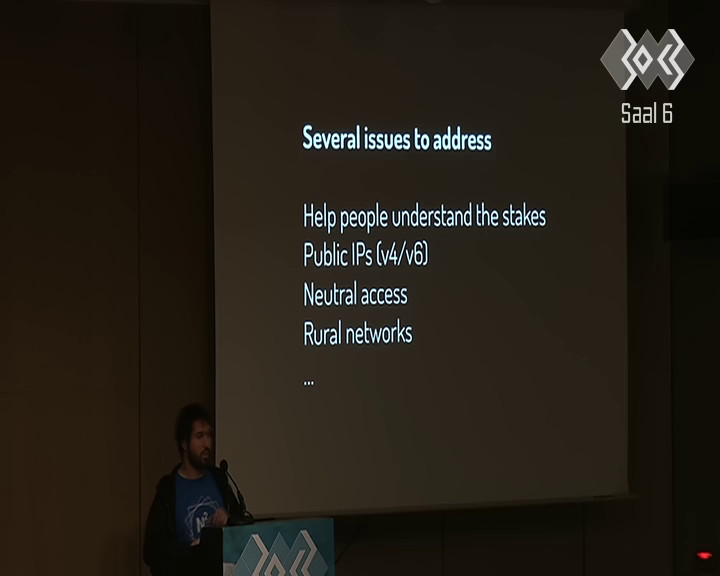 Saal 6
Several issues to address
Help people understand the stakes
Public IPs (v4/v6)
Neutral access
Rural networks
...